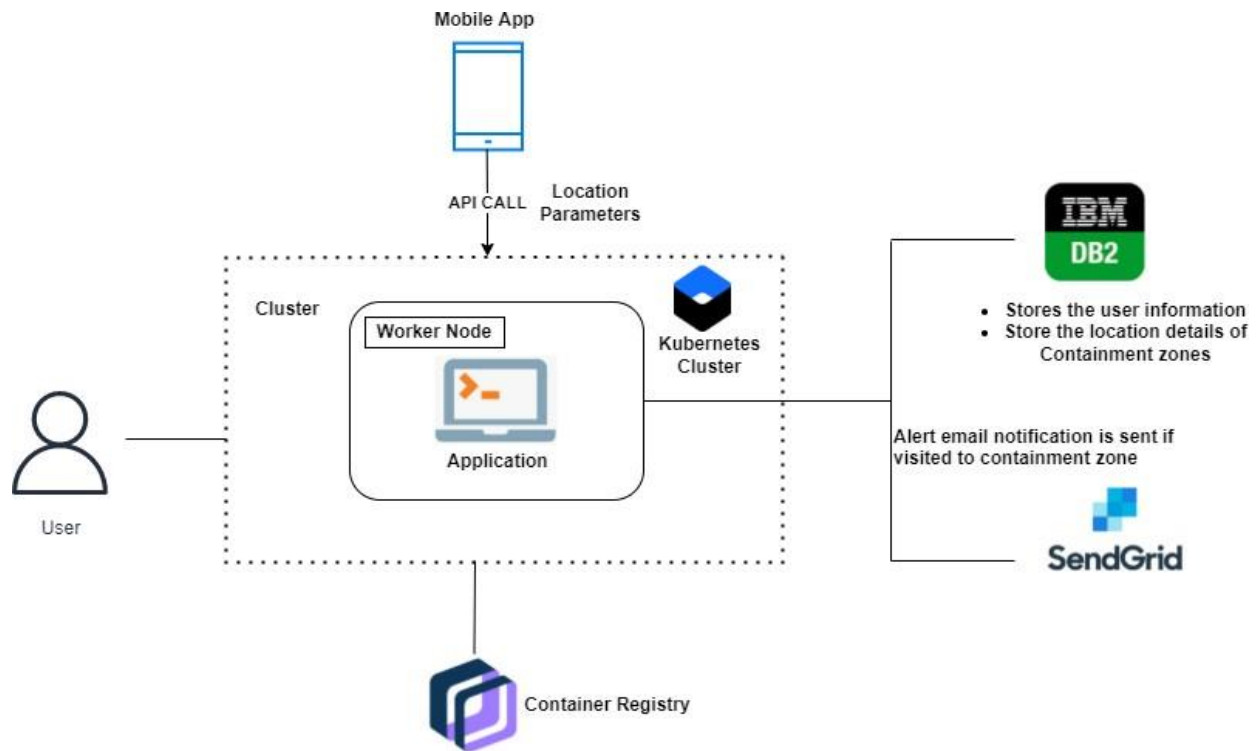 Mobile App
API CALL
Location
Parameters
IBM
DB2
• Stores the user information
• Store the location details of
Containment zones
Cluster
Worker Node
Kubernetes
Cluster
Application
User
Alert email notification is sent if
visited to containment zone
SendGrid
Container Registry